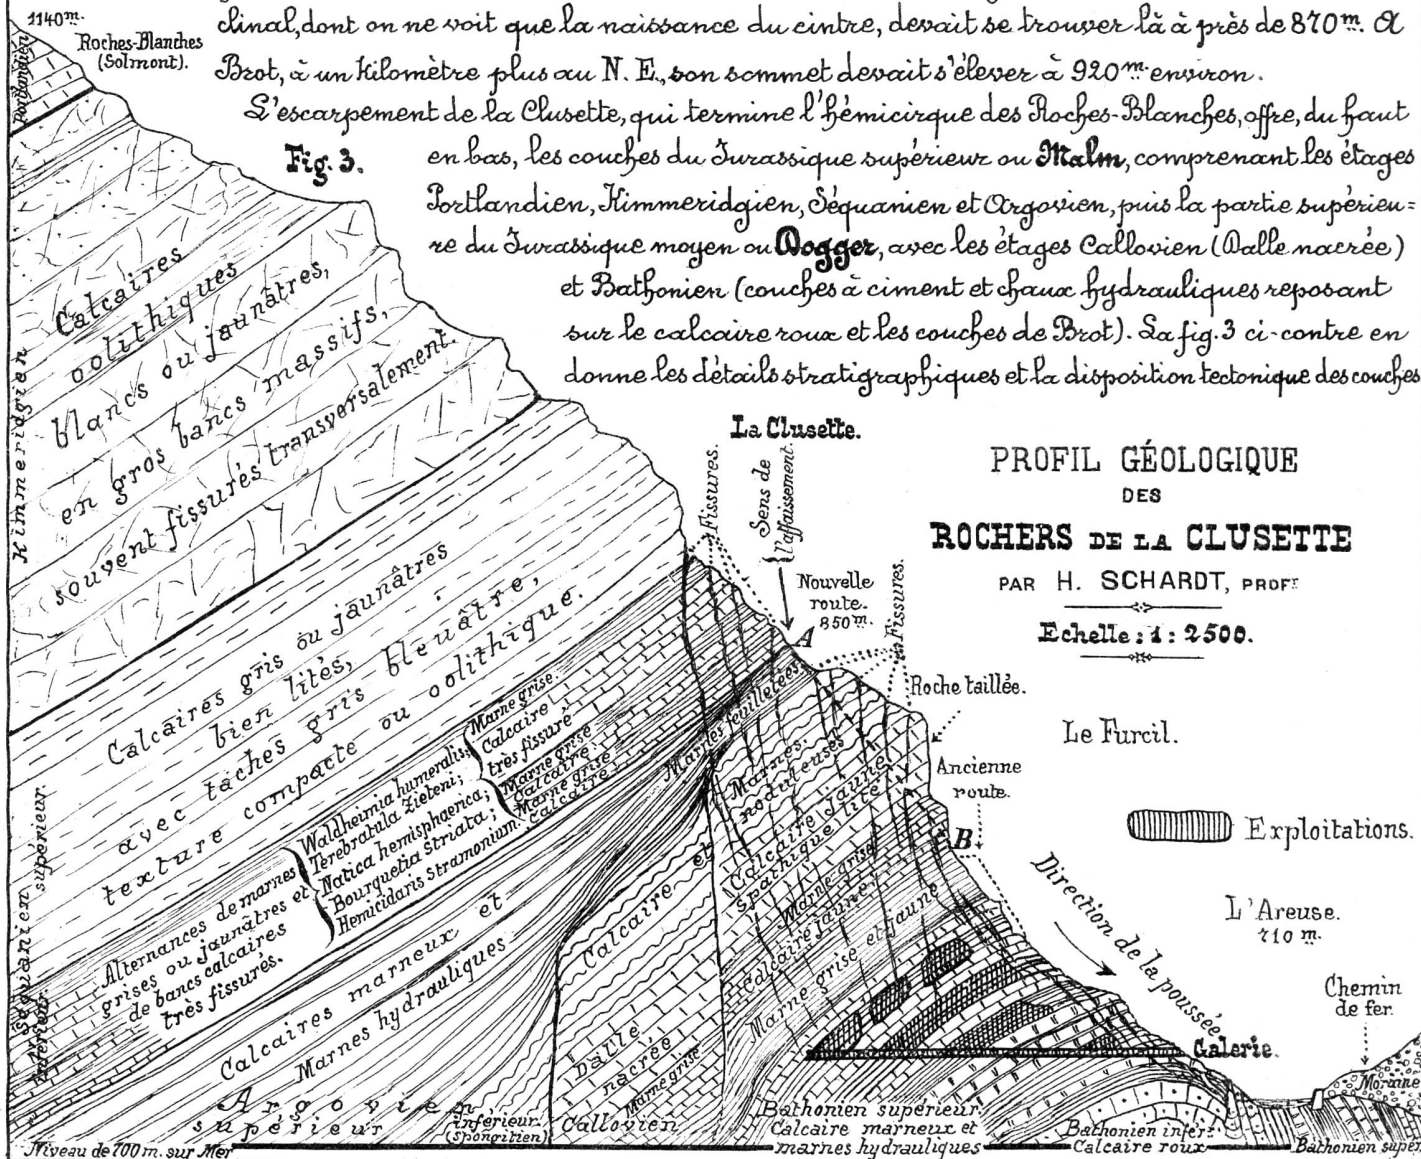 clinal, dont on ne voit que la naissance du cintre, devait se trouver là à près de 870 m. A
Brot, à un kilomètre plus au N. E., son sommet devait s'élever à 920 m. environ.
L'escarpement de la Clusette, qui termine l'hémicirque des Roches-Blanches, offre, du haut
en bas, les couches du Jurassique supérieur ou Malm, comprenant les étages
Portlandien, Kimmeridgien, Séquanien et Argovien, puis la partie supérieu=
re du Jurassique moyen ou Dogger, avec les étages Callovien (Dalle nacrée)
et Bathonien (couches à ciment et chaux hydrauliques reposant
sur le calcaire roux et les couches de Brot). La fig. 3 ci-contre en
donne les détails stratigraphiques et la disposition tectonique des couches
1140 m.
Roches-Blanches
(Solmont).
Fig. 3.
Portlandien
Kimmeridgien
Calcaires
oolithiques
blancs ou jaunâtres,
en gros bancs massifs,
souvent fissurés transversalement.
La Clusette.
PROFIL GÉOLOGIQUE
DES
ROCHERS DE LA CLUSETTE
PAR H. SCHARDT, PROF.
Echelle: 1: 2500.
Fissures.
Sens de
l'affaissement.
Nouvelle
route.
850 m.
A
Fissures.
Roche taillée.
Le Furcil.
Ancienne
route.
B
Exploitations.
Direction de la poussée.
L'Areuse.
710 m.
Chemin
de fer.
Galerie.
Moraine
Séquanien
supérieur.
inférieur.
Calcaires gris ou jaunâtres
bien lités,
avec taches gris bleuâtre,
texture compacte ou oolithique.
Alternances de marnes
grises ou jaunâtres et
de bancs calcaires
très fissurés.
Waldheimia humeralis;
Terebratula Zieteni;
Natica hemisphaerica;
Bourguetia Striata;
Hemicidaris Stramonium.
Marne grise.
Calcaire
très fissuré
Marne grise
Calcaire
Marne grise
Calcaire
Marnes feuilletées
Marnes
noduleuses
Calcaire jaune
spathique lité
Marne grise
Calcaire jaune
Marne grise et jaune
Calcaires marneux et
Marnes hydrauliques
Calcaire et
Dalle
nacrée
Marne grise
Argovien
supérieur
inférieur.
(spongitien)
Callovien
Bathonien supérieur,
Calcaire marneux et
marnes hydrauliques
Bathonien infér:
Calcaire roux
Bathonien supér
Niveau de 700 m. sur Mer